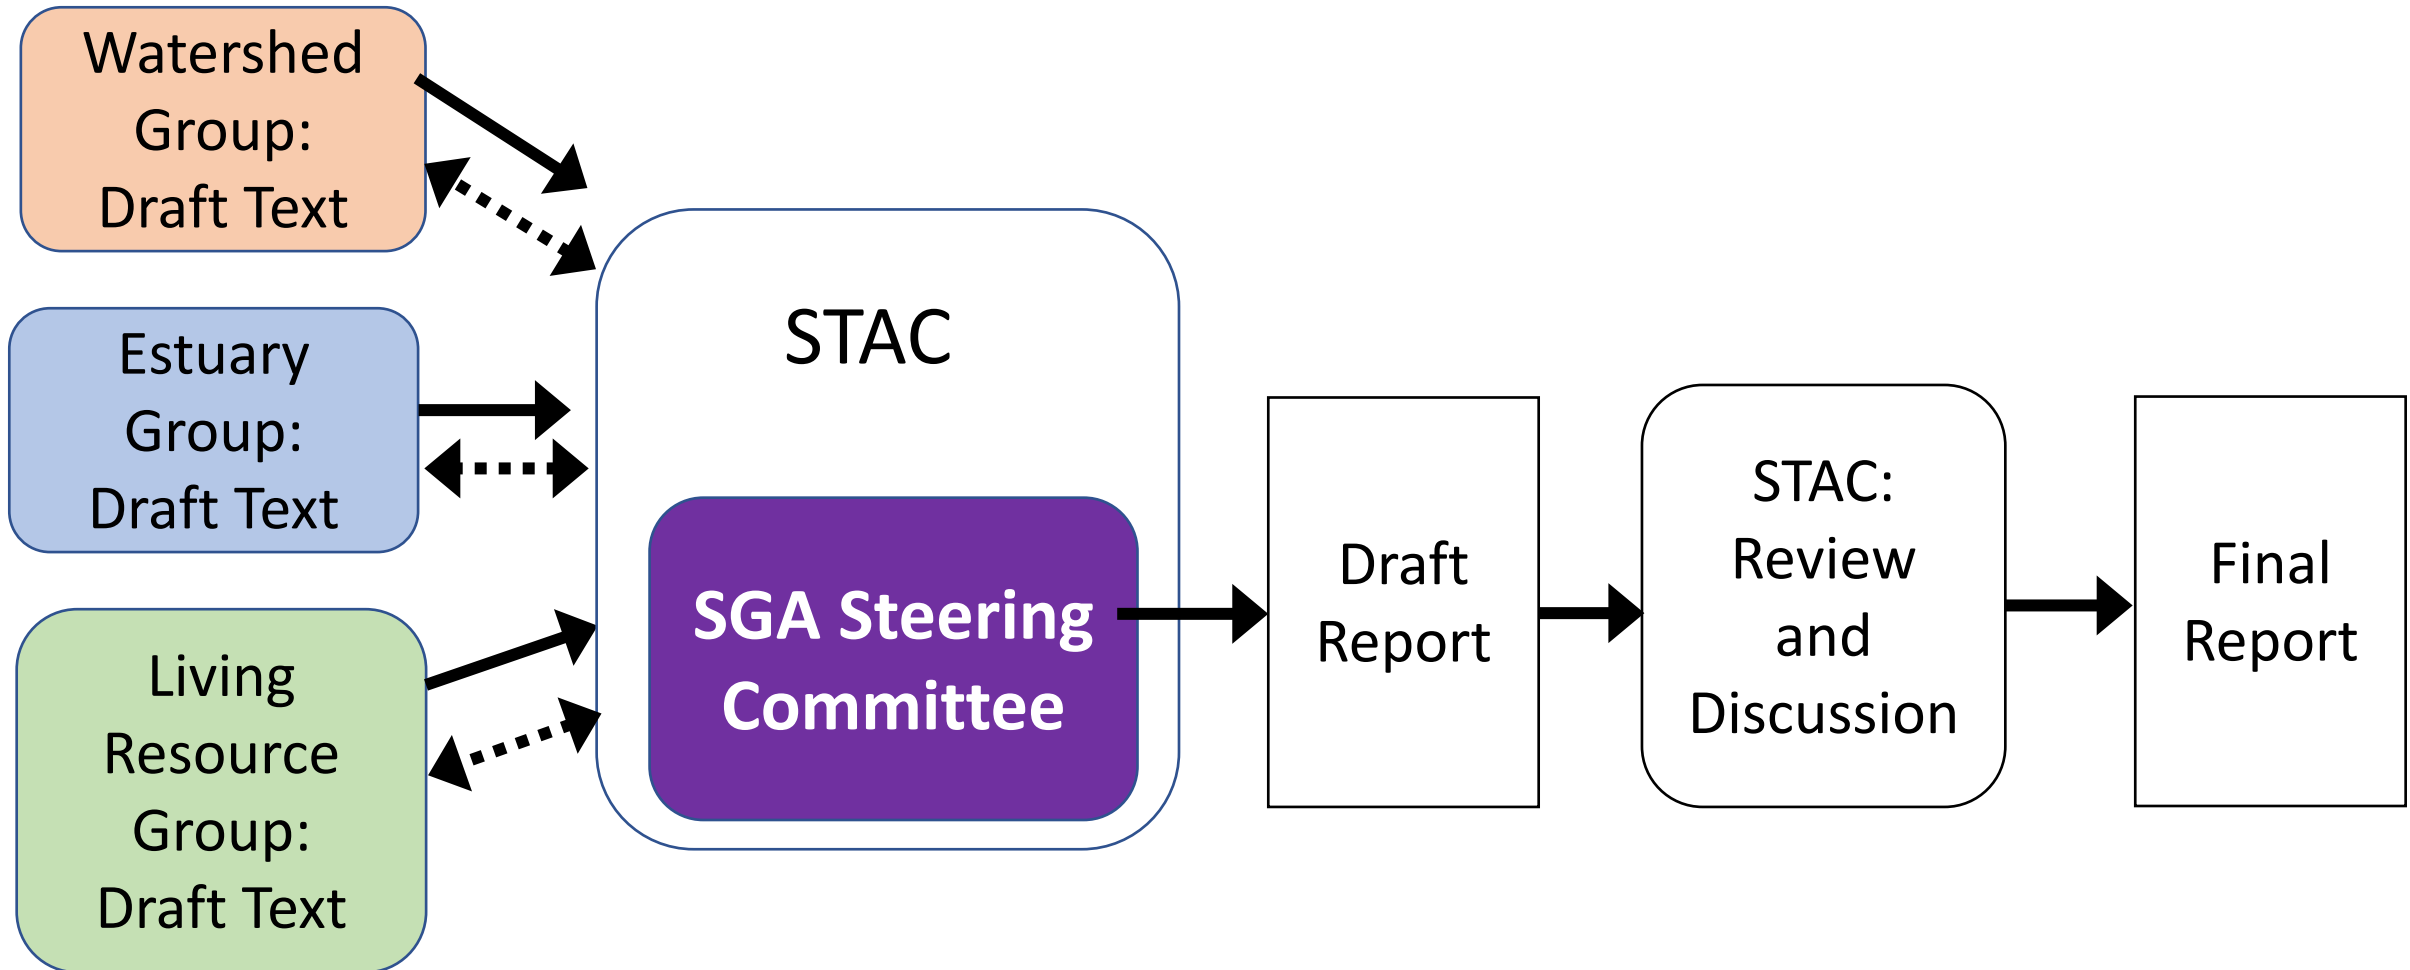 Watershed
Group:
Draft Text
Estuary
Group:
Draft Text
Living
Resource
Group:
Draft Text
STAC
SGA Steering
Committee
Draft
Report
STAC:
Review
and
Discussion
Final
Report